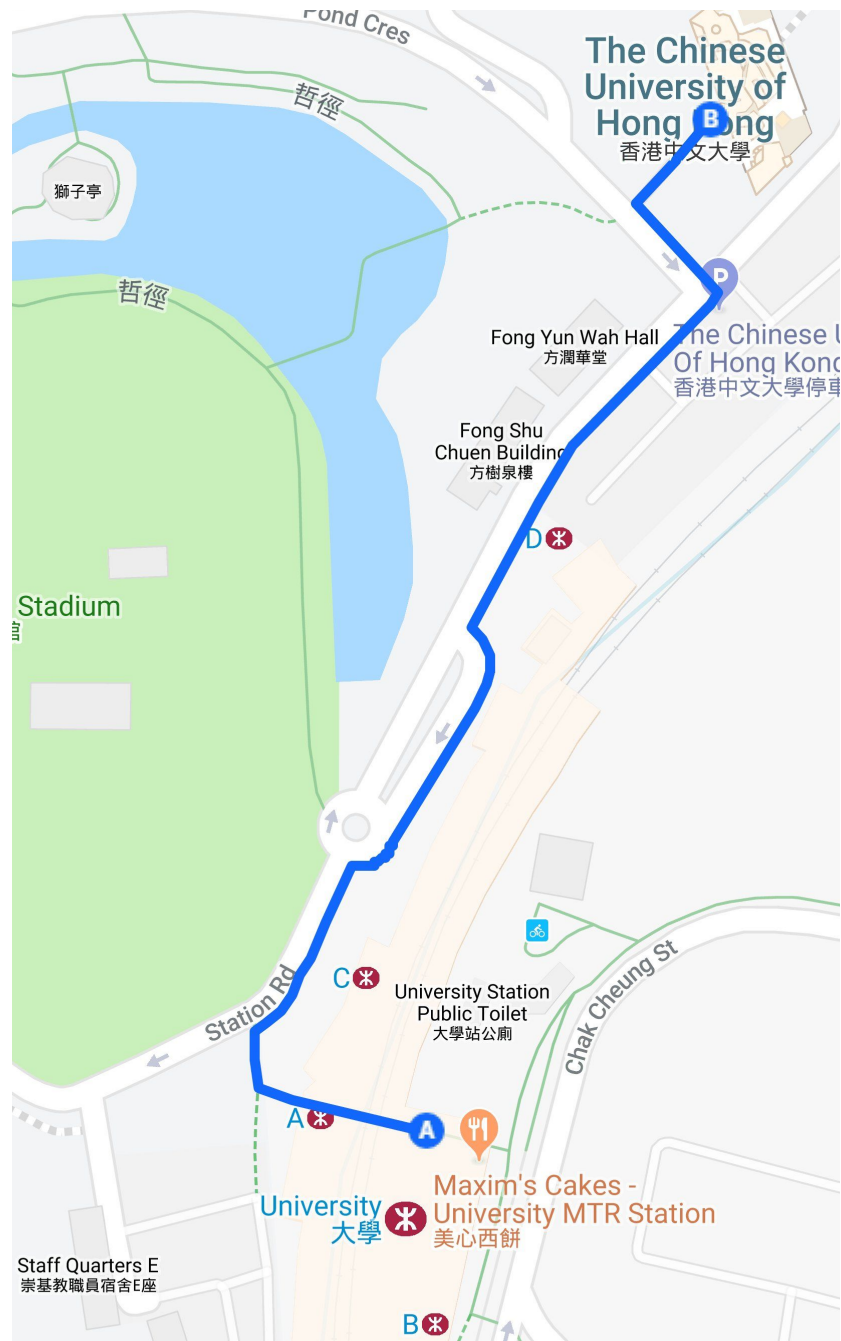 Pond Cres
The Chinese
University of
Hong Kong
香港中文大學
B
哲徑
獅子亭
哲徑
P
Fong Yun Wah Hall
方潤華堂
The Chinese U
Of Hong Kong
香港中文大學停車
Fong Shu
Chuen Building
方樹泉樓
D
Stadium
館
C
University Station
Public Toilet
大學站公廁
Station Rd
Chak Cheung St
A
A
Maxim's Cakes -
University MTR Station
美心西餅
University
大學
Staff Quarters E
崇基教職員宿舍E座
B